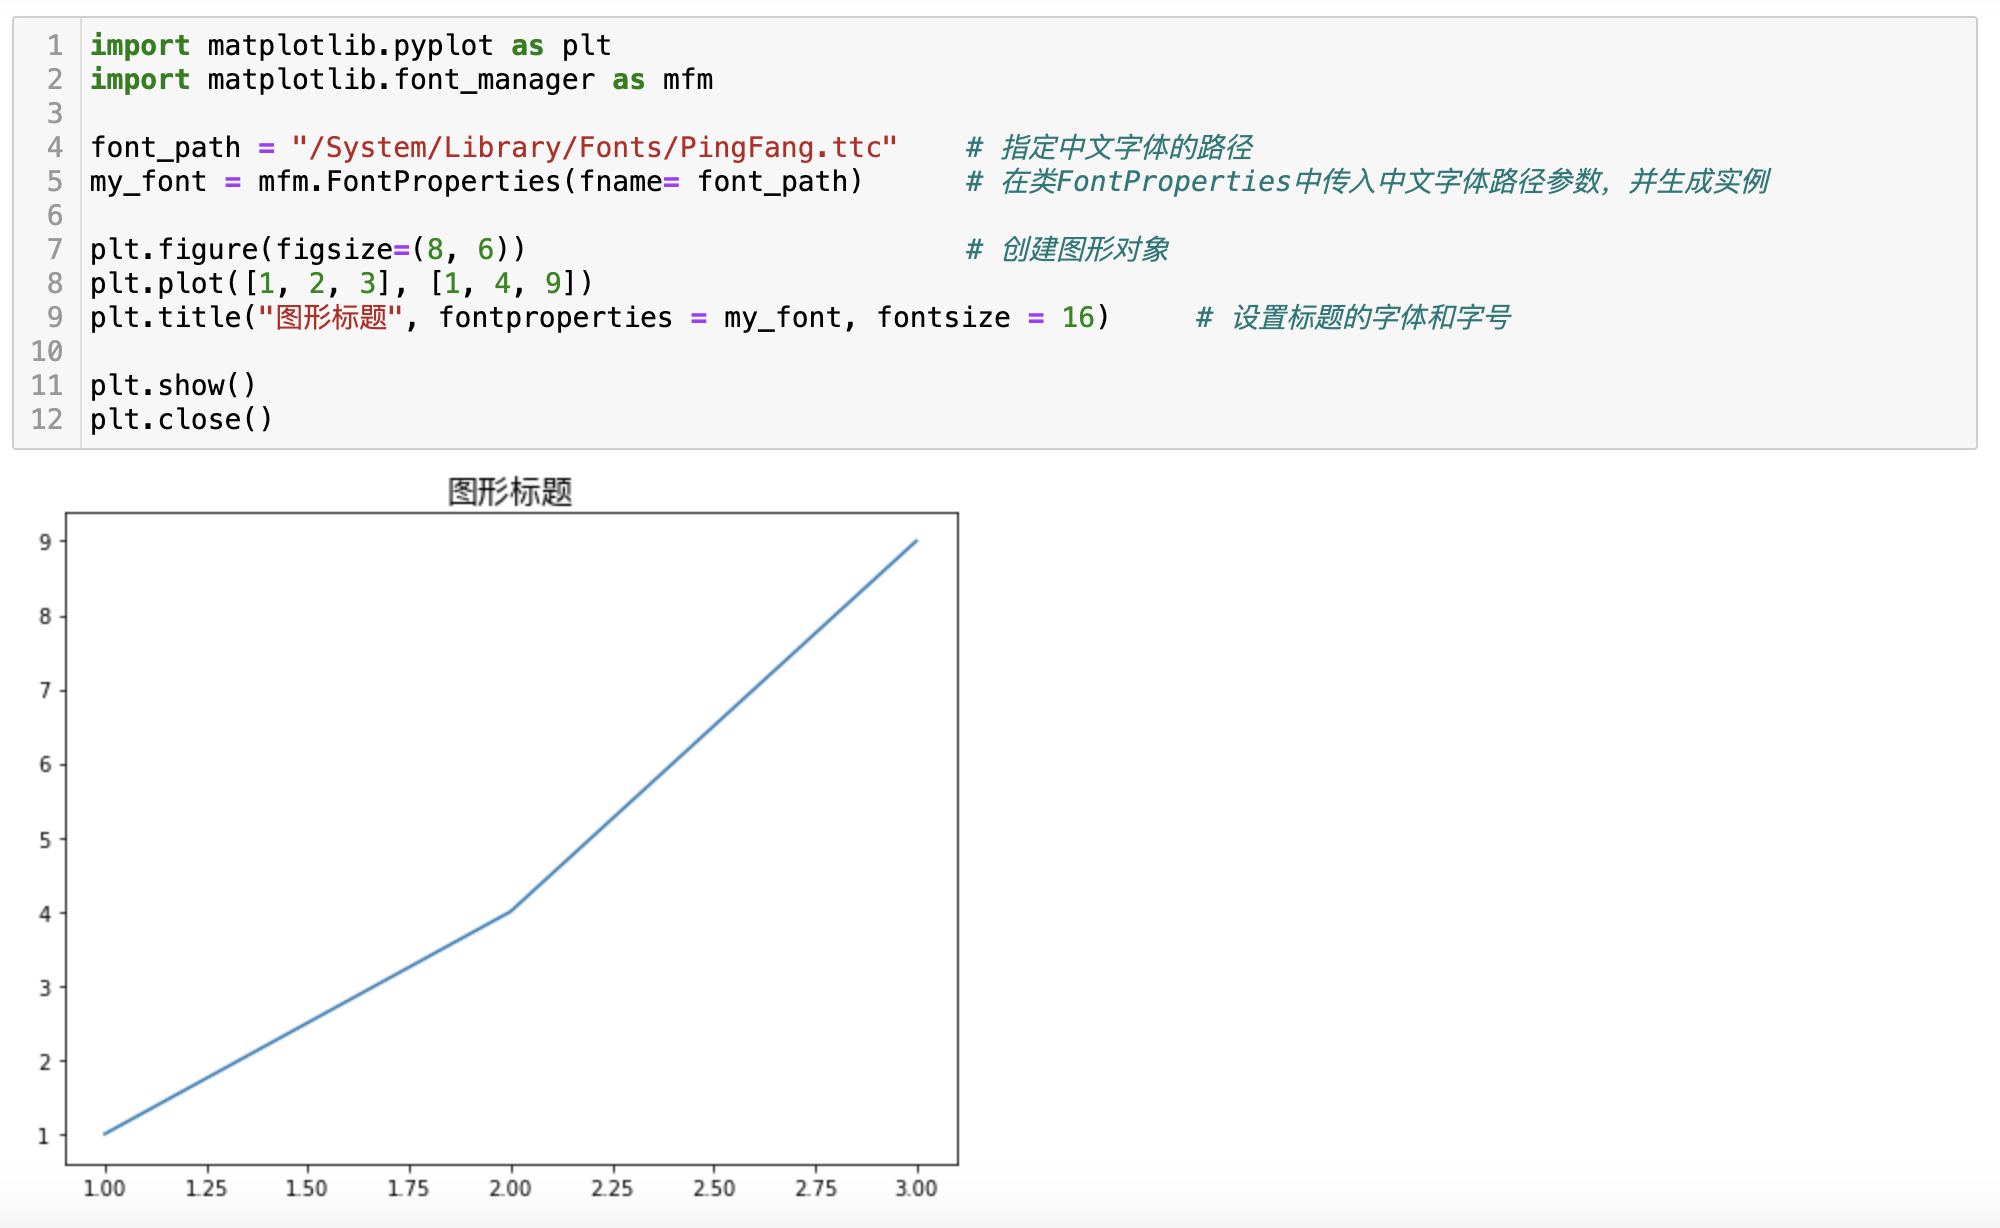 1 import matplotlib.pyplot as plt
2 import matplotlib.font_manager as mfm
3
4 font_path = "/System/Library/Fonts/PingFang.ttc"    # 指定中文字体的路径
5 my_font = mfm.FontProperties(fname= font_path)      # 在类FontProperties中传入中文字体路径参数，并生成实例
6
7 plt.figure(figsize=(8, 6))                          # 创建图形对象
8 plt.plot([1, 2, 3], [1, 4, 9])
9 plt.title("图形标题", fontproperties = my_font, fontsize = 16)     # 设置标题的字体和字号
10
11 plt.show()
12 plt.close()
图形标题
9
8
7
6
5
4
3
2
1
1.00 1.25 1.50 1.75 2.00 2.25 2.50 2.75 3.00